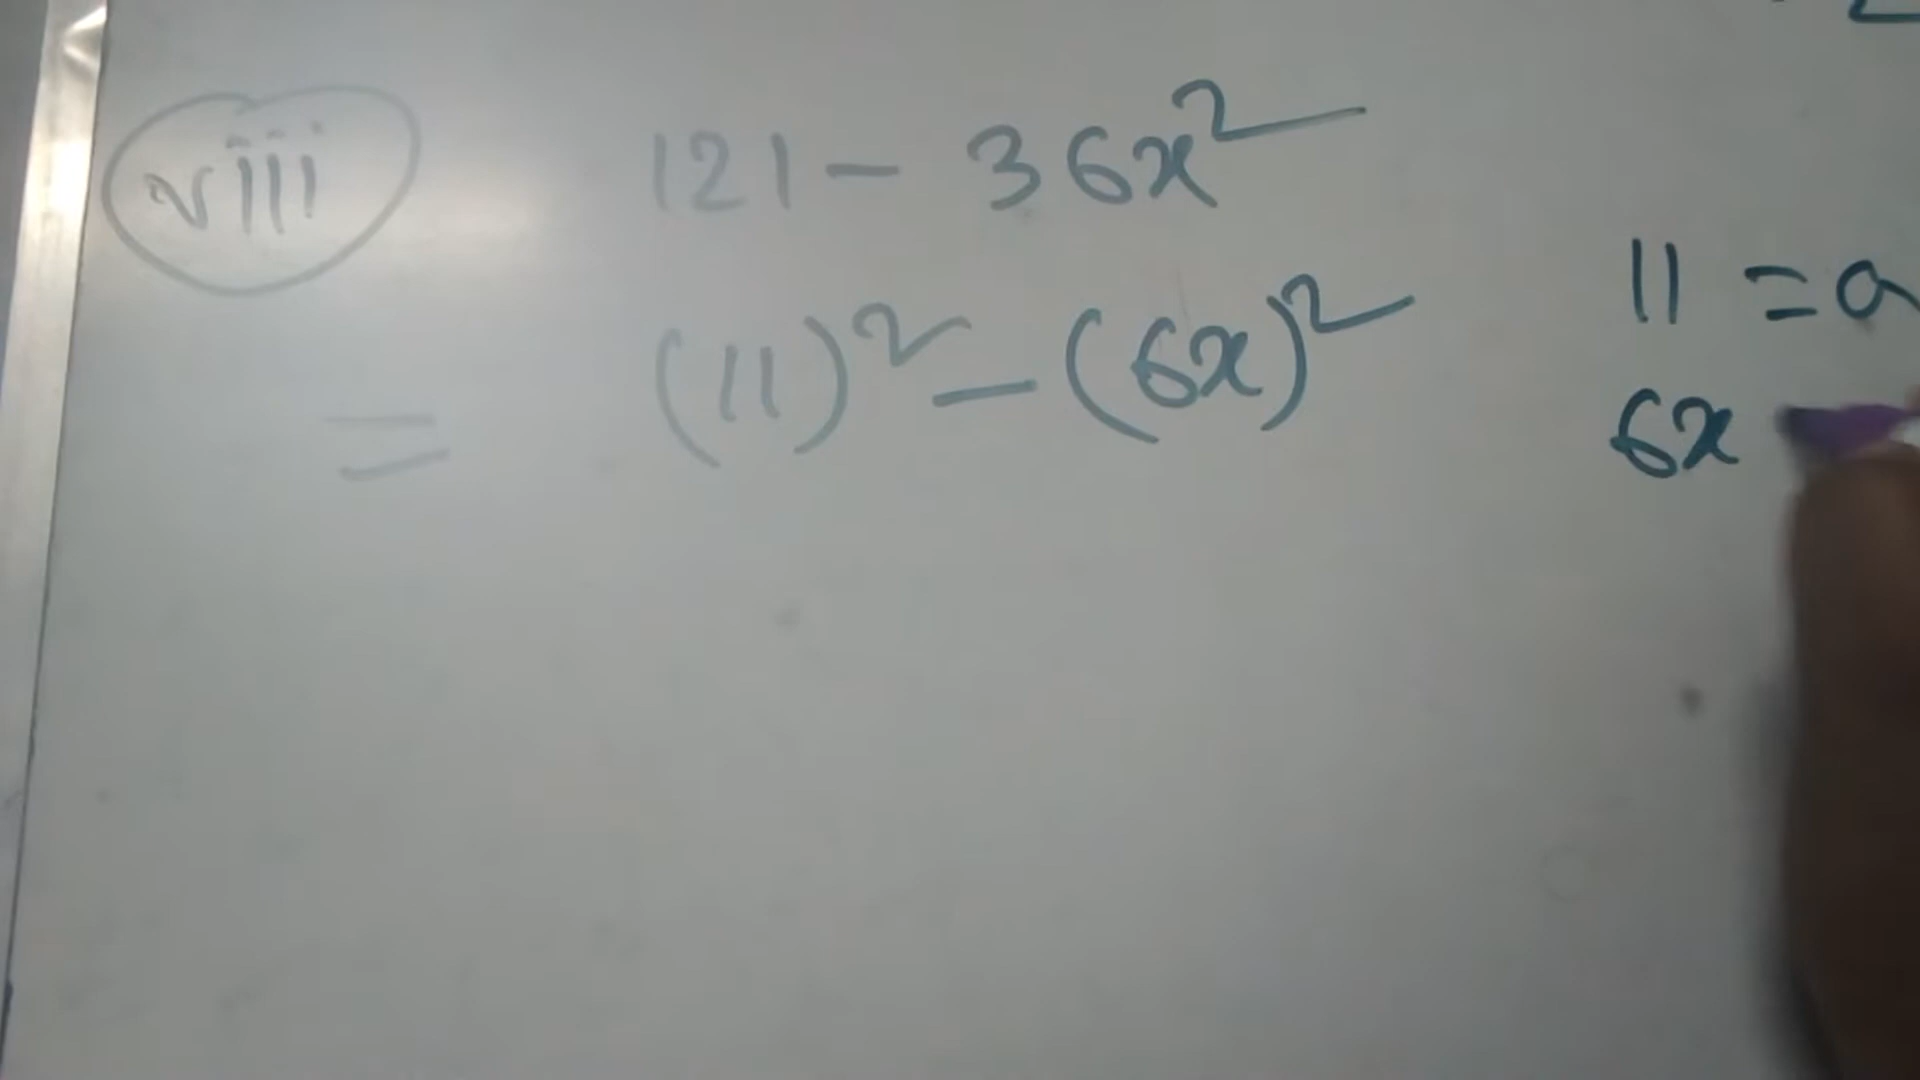 viii 121 - 36x²
= (11)² - (6x)²
11 = a
6x